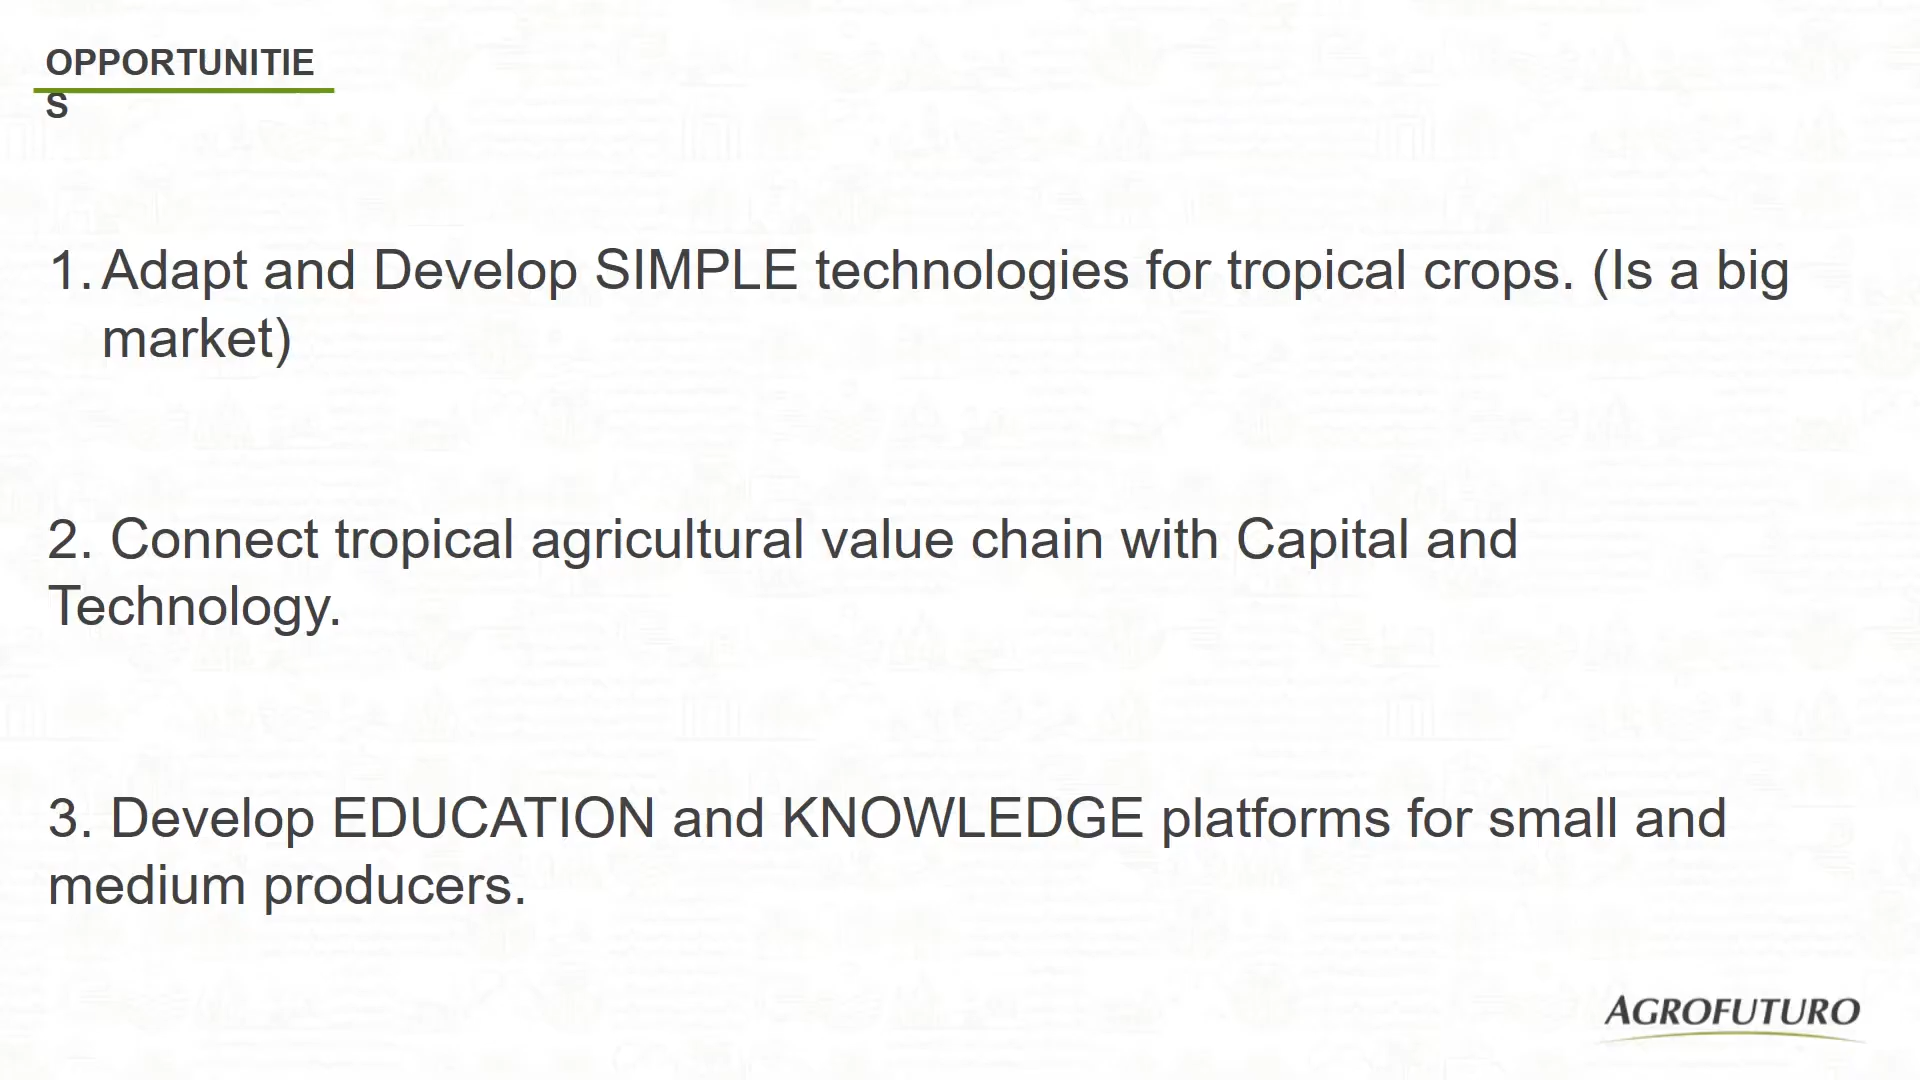 OPPORTUNITIE
S
1. Adapt and Develop SIMPLE technologies for tropical crops. (Is a big
market)
2. Connect tropical agricultural value chain with Capital and
Technology.
3. Develop EDUCATION and KNOWLEDGE platforms for small and
medium producers.
AGROFUTURO